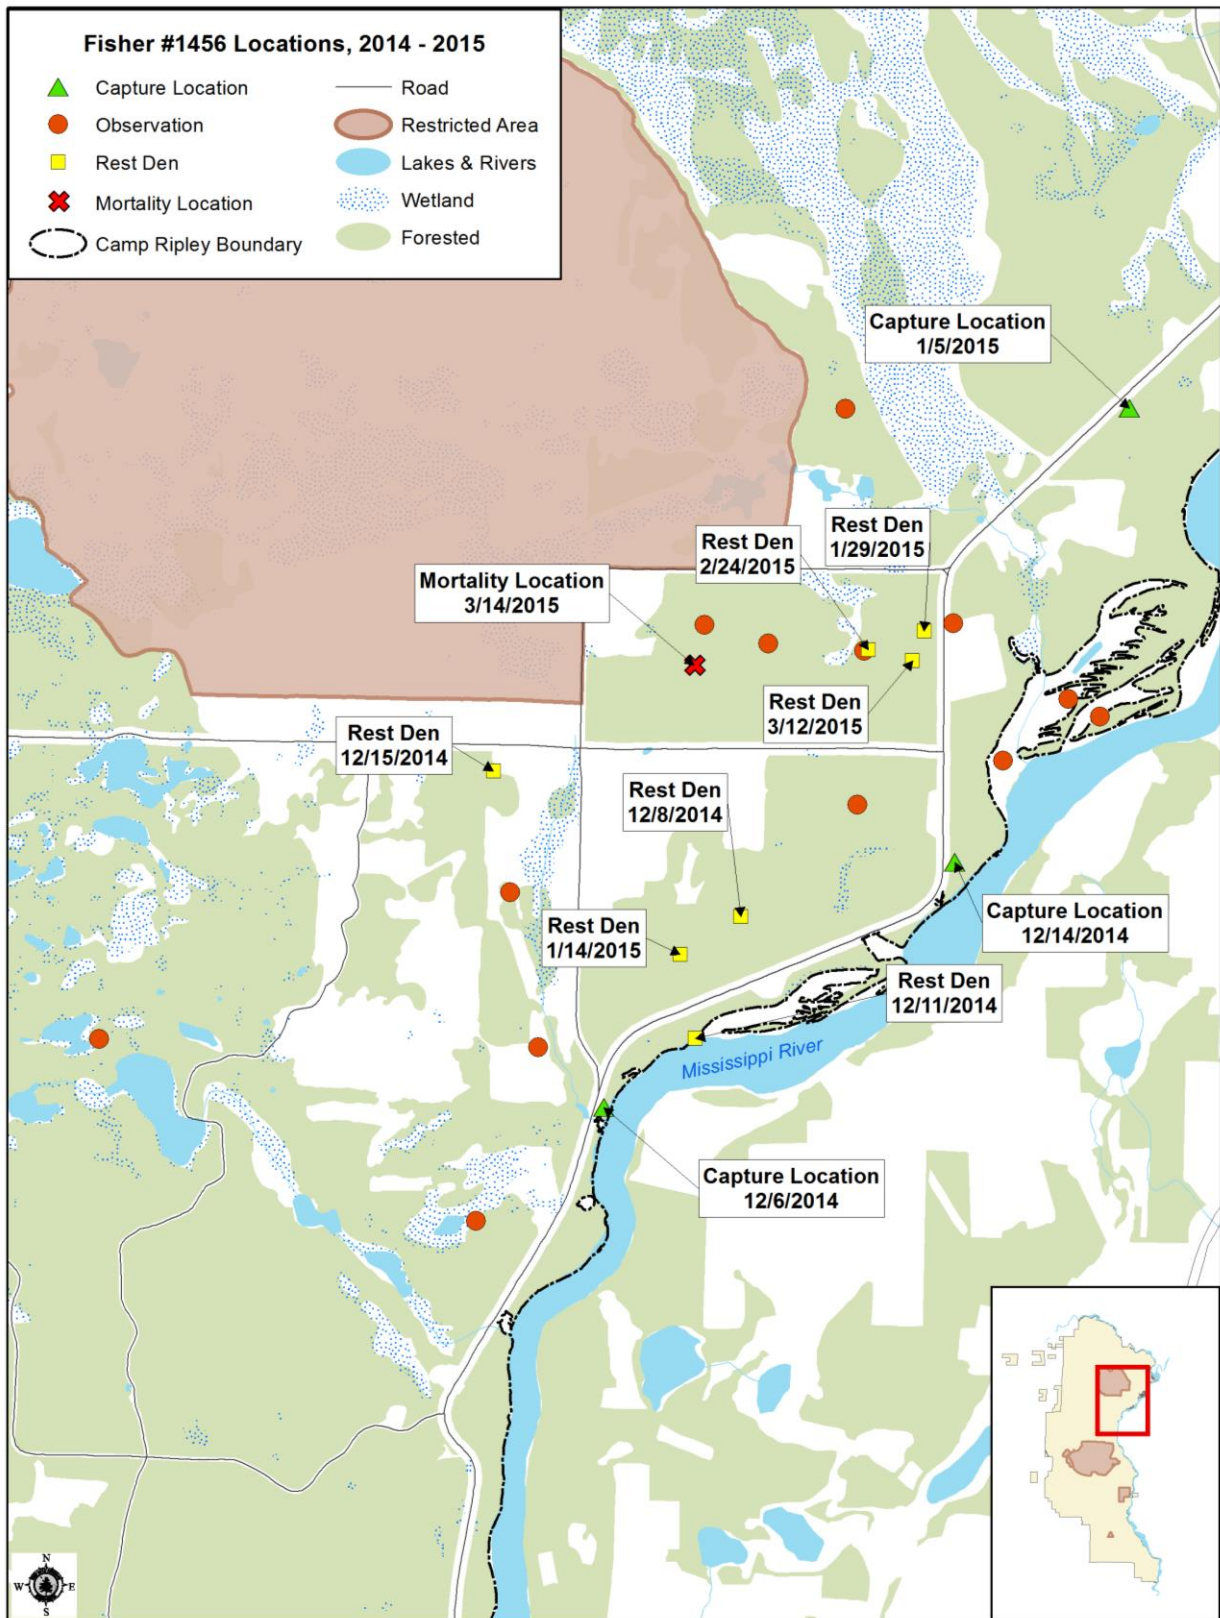 Fisher #1456 Locations, 2014 - 2015
Capture Location
Observation
Rest Den
Mortality Location
Camp Ripley Boundary
Road
Restricted Area
Lakes & Rivers
Wetland
Forested
Capture Location
1/5/2015
Rest Den
1/29/2015
Rest Den
2/24/2015
Mortality Location
3/14/2015
Rest Den
3/12/2015
Rest Den
12/15/2014
Rest Den
12/8/2014
Capture Location
12/14/2014
Rest Den
1/14/2015
Rest Den
12/11/2014
Mississippi River
Capture Location
12/6/2014
N
W E
S